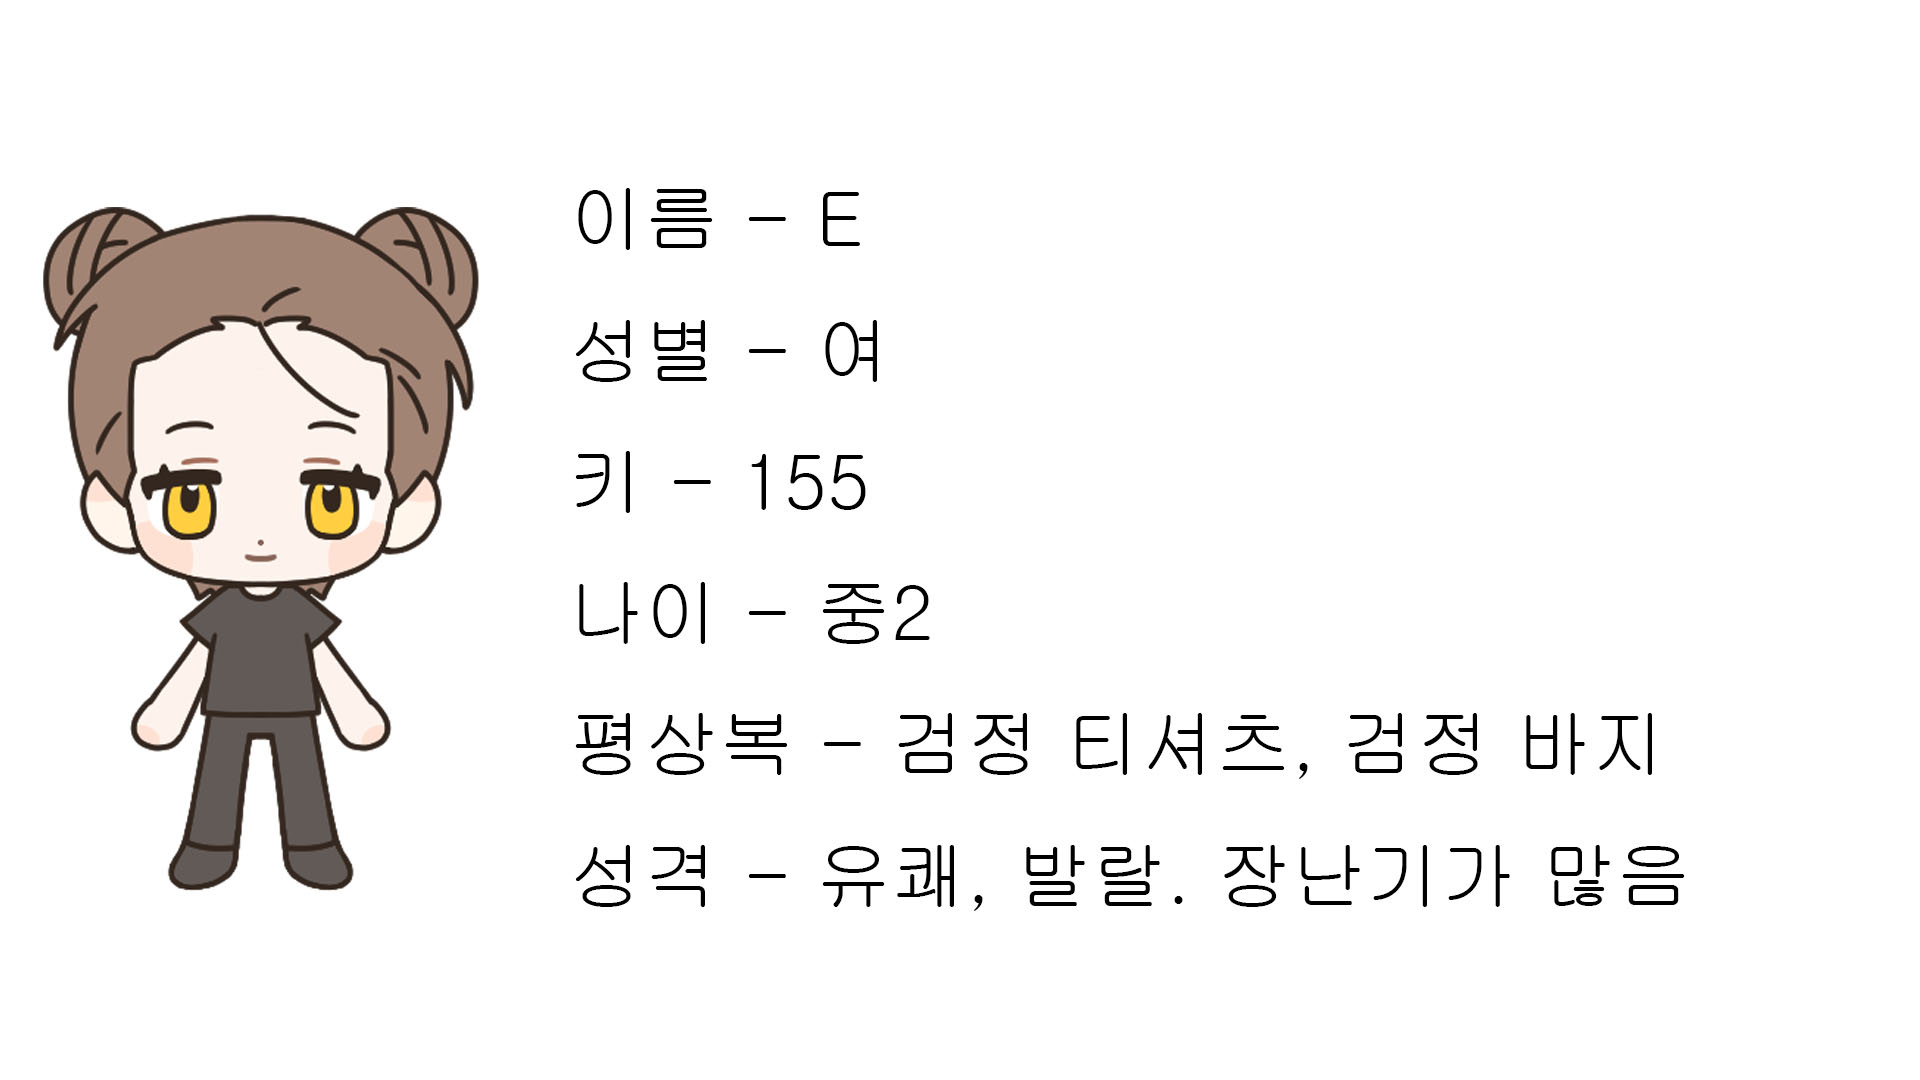 이름 - E
성별 - 여
키 - 155
나이 - 중2
평상복 - 검정 티셔츠, 검정 바지
성격 - 유쾌, 발랄. 장난기가 많음